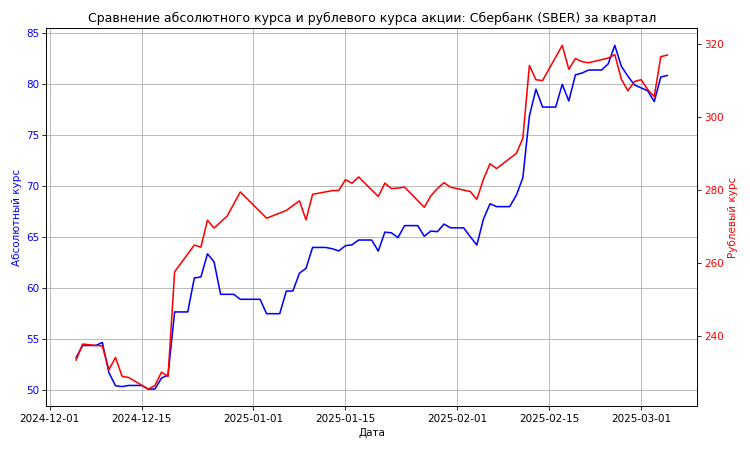 Сравнение абсолютного курса и рублевого курса акции: Сбербанк (SBER) за квартал
85
80
75
70
65
60
55
50
Абсолютный курс
320
300
280
260
240
Рублевый курс
2024-12-01 2024-12-15 2025-01-01 2025-01-15 2025-02-01 2025-02-15 2025-03-01
Дата